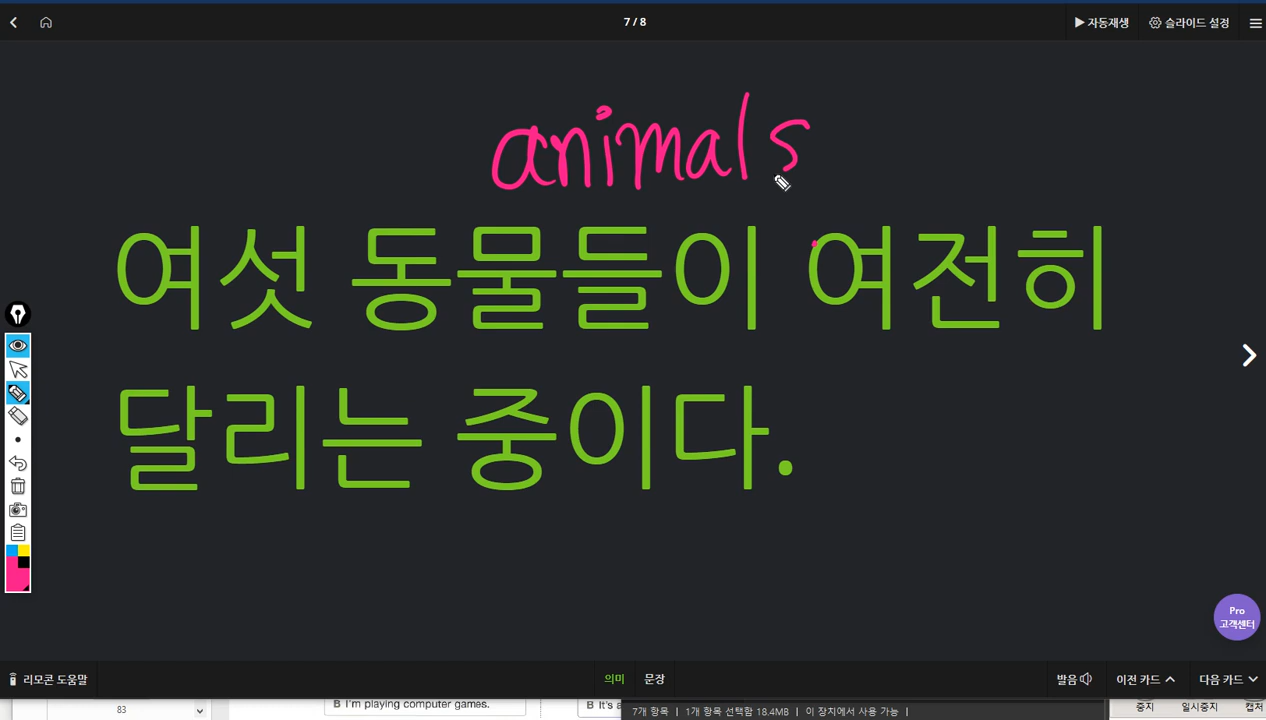 7 / 8
자동재생
슬라이드 설정
animals
여섯 동물들이 여전히
달리는 중이다.
Pro
고객센터
리모콘 도움말
의미
문장
발음
이전 카드
다음 카드
83
B I'm playing computer games.
B It's a
7개 항목 | 1개 항목 선택함 18.4MB | 이 장치에서 사용 가능 |
중지
일시중지
캡처